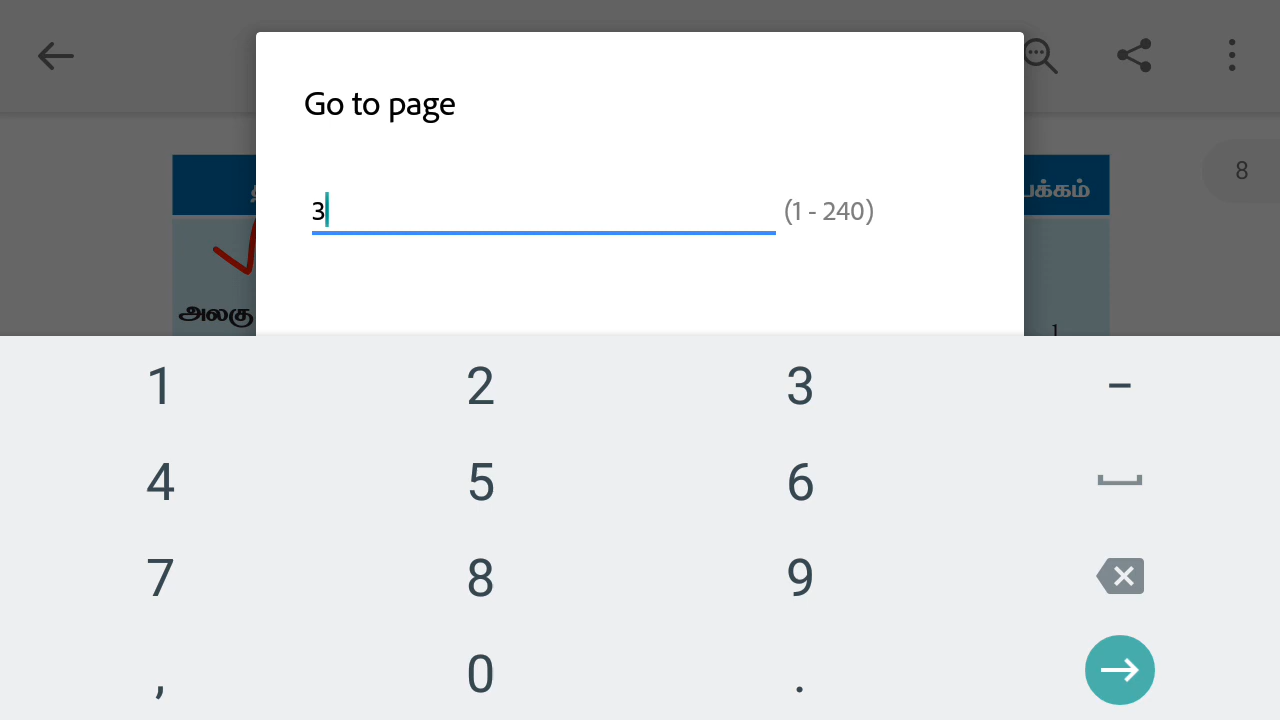 Go to page
பக்கம்
8
3 (1 - 240)
அலகு
1
1 2 3 –
4 5 6
7 8 9
, 0 .